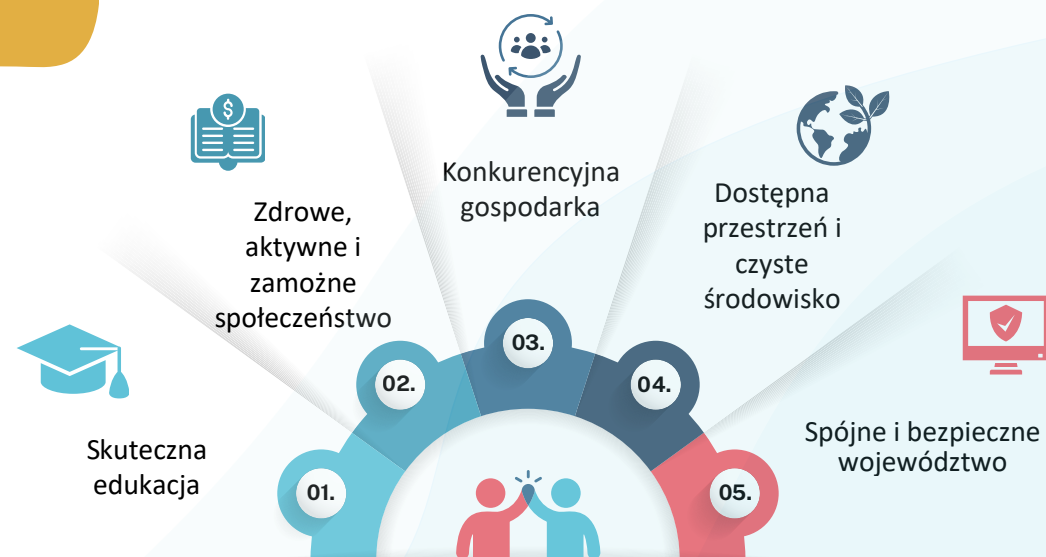 Skuteczna
edukacja
01.
Zdrowe,
aktywne i
zamożne
społeczeństwo
02.
$
Konkurencyjna
gospodarka
03.
Dostępna
przestrzeń i
czyste
środowisko
04.
Spójne i bezpieczne
województwo
05.